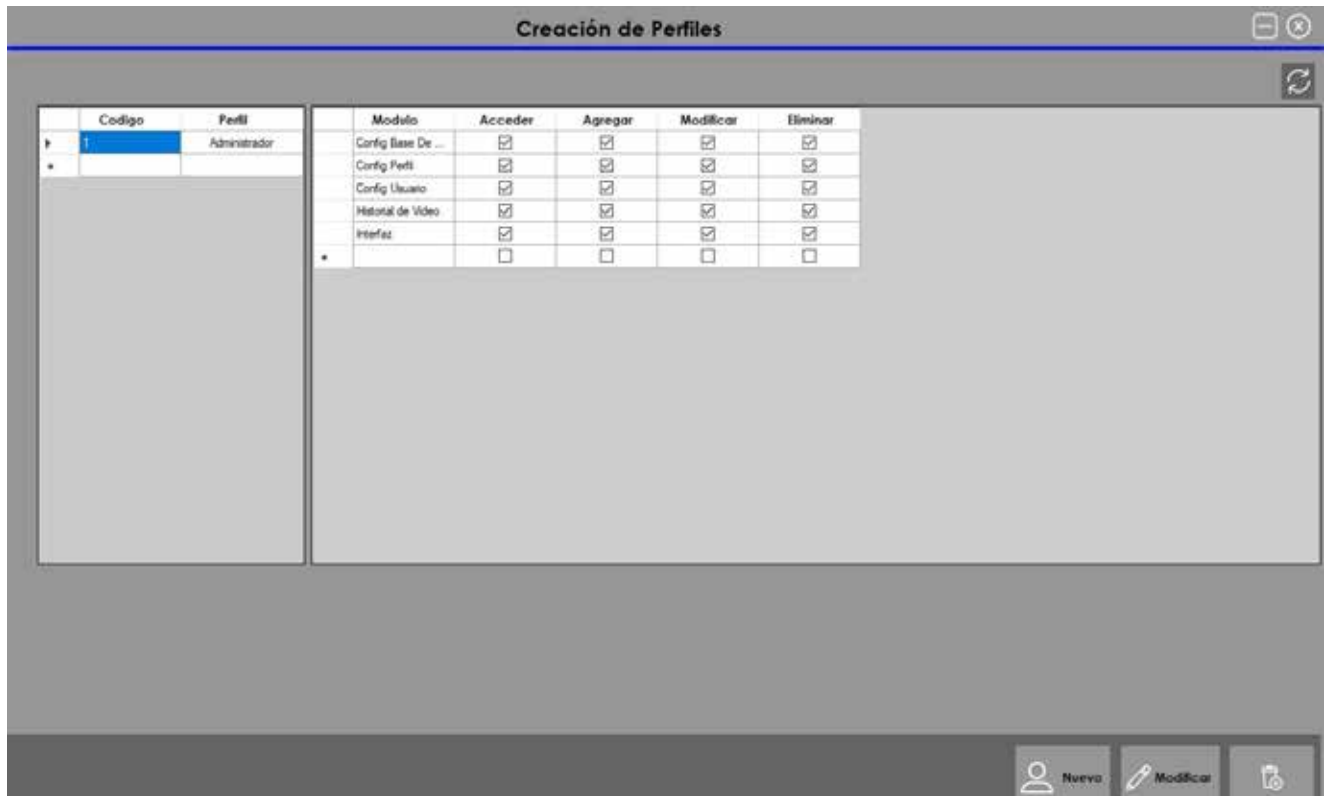 Creación de Perfiles
Codigo Perfil
1 Administrador
Modulo Acceder Agregar Modificar Eliminar
Config Base De ...
Config Perfil
Config Usuario
Historial de Video
Interfaz
Nuevo Modificar